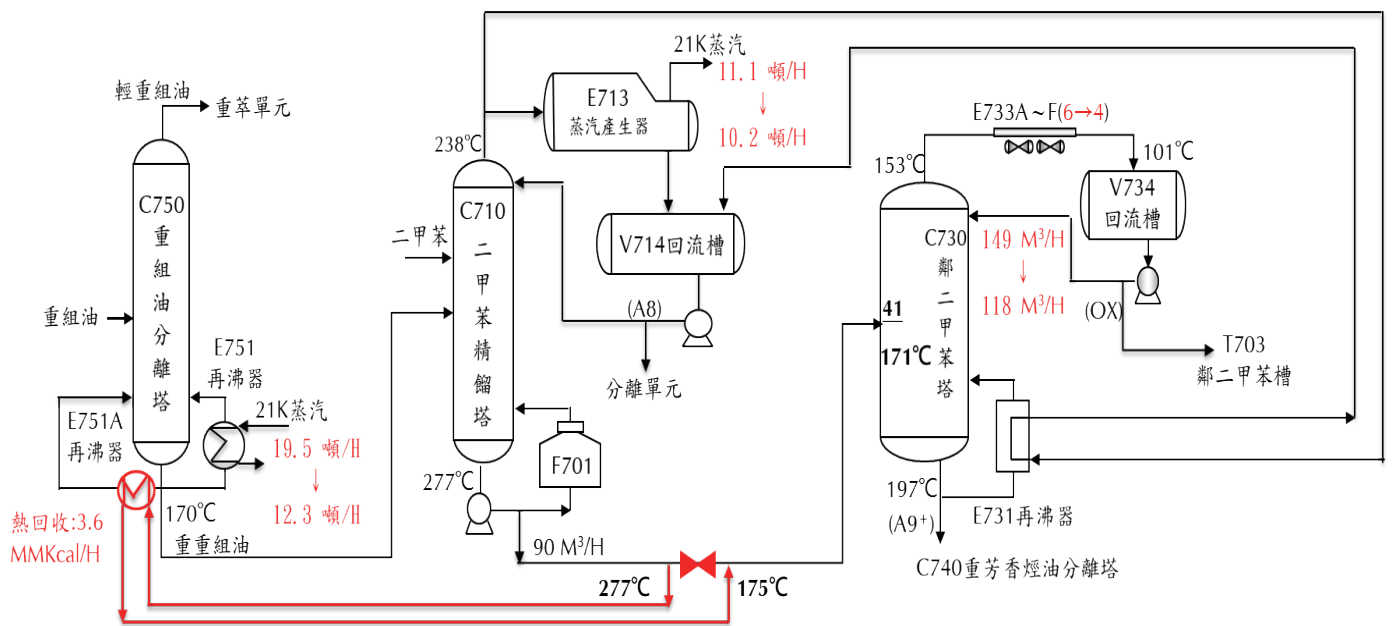 輕重組油
重萃單元
C750
重組油分離塔
重組油
E751
再沸器
21K蒸汽
19.5 噸/H
↓
12.3 噸/H
E751A
再沸器
熱回收:3.6
MMKcal/H
170℃
重重組油
238℃
二甲苯
C710
二甲苯精餾塔
277℃
F701
90 M³/H
277℃
175℃
E713
蒸汽產生器
21K蒸汽
11.1 噸/H
↓
10.2 噸/H
V714回流槽
(A8)
分離單元
E733A～F(6→4)
153℃
101℃
V734
回流槽
C730
鄰二甲苯塔
41
171℃
149 M³/H
↓
118 M³/H
(OX)
T703
鄰二甲苯槽
197℃
(A9⁺)
E731再沸器
C740重芳香烴油分離塔